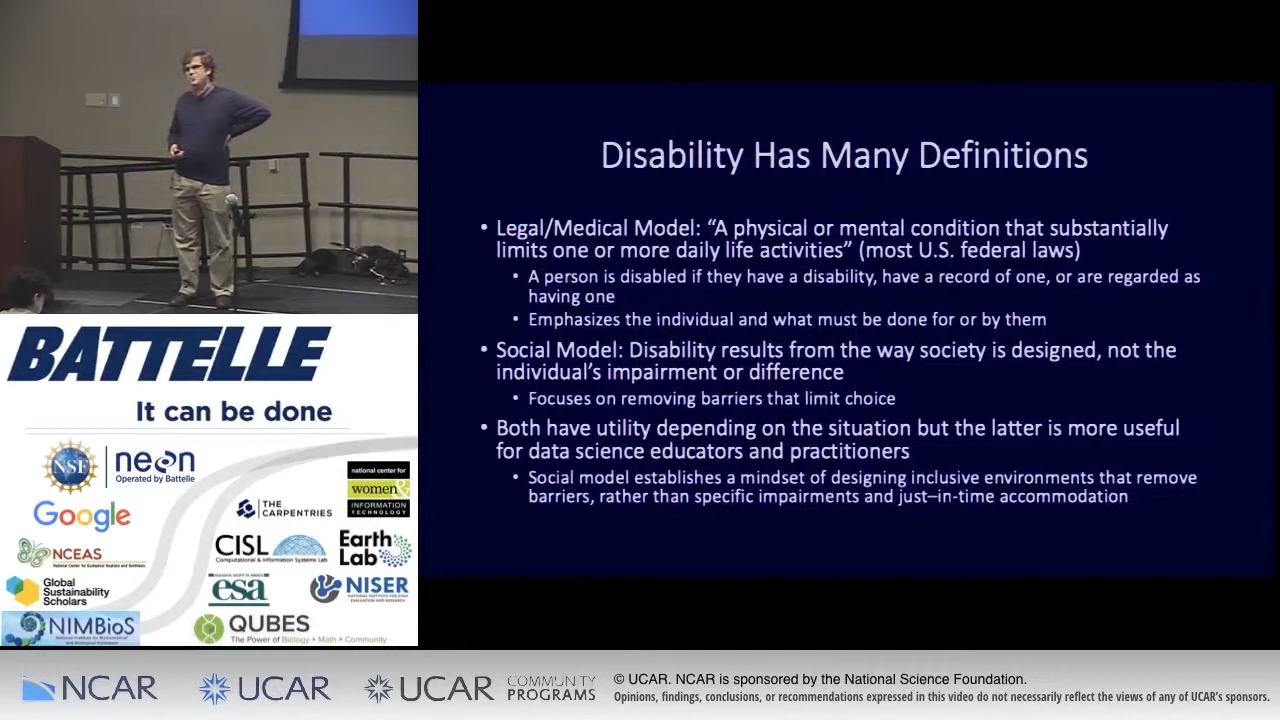 Disability Has Many Definitions
• Legal/Medical Model: “A physical or mental condition that substantially
limits one or more daily life activities” (most U.S. federal laws)
• A person is disabled if they have a disability, have a record of one, or are regarded as
having one
• Emphasizes the individual and what must be done for or by them
• Social Model: Disability results from the way society is designed, not the
individual’s impairment or difference
• Focuses on removing barriers that limit choice
• Both have utility depending on the situation but the latter is more useful
for data science educators and practitioners
• Social model establishes a mindset of designing inclusive environments that remove
barriers, rather than specific impairments and just–in-time accommodation
BATTELLE
It can be done
NSF
neon
Operated by Battelle
national center for
women &
INFORMATION
TECHNOLOGY
Google
THE
CARPENTRIES
NCEAS
CISL
Computational & Information Systems Lab
Earth
Lab
Global
Sustainability
Scholars
esa
NISER
NIMBioS
QUBES
The Power of Biology • Math • Community
NCAR
UCAR
UCAR
COMMUNITY
PROGRAMS
© UCAR. NCAR is sponsored by the National Science Foundation.
Opinions, findings, conclusions, or recommendations expressed in this video do not necessarily reflect the views of any of UCAR's sponsors.